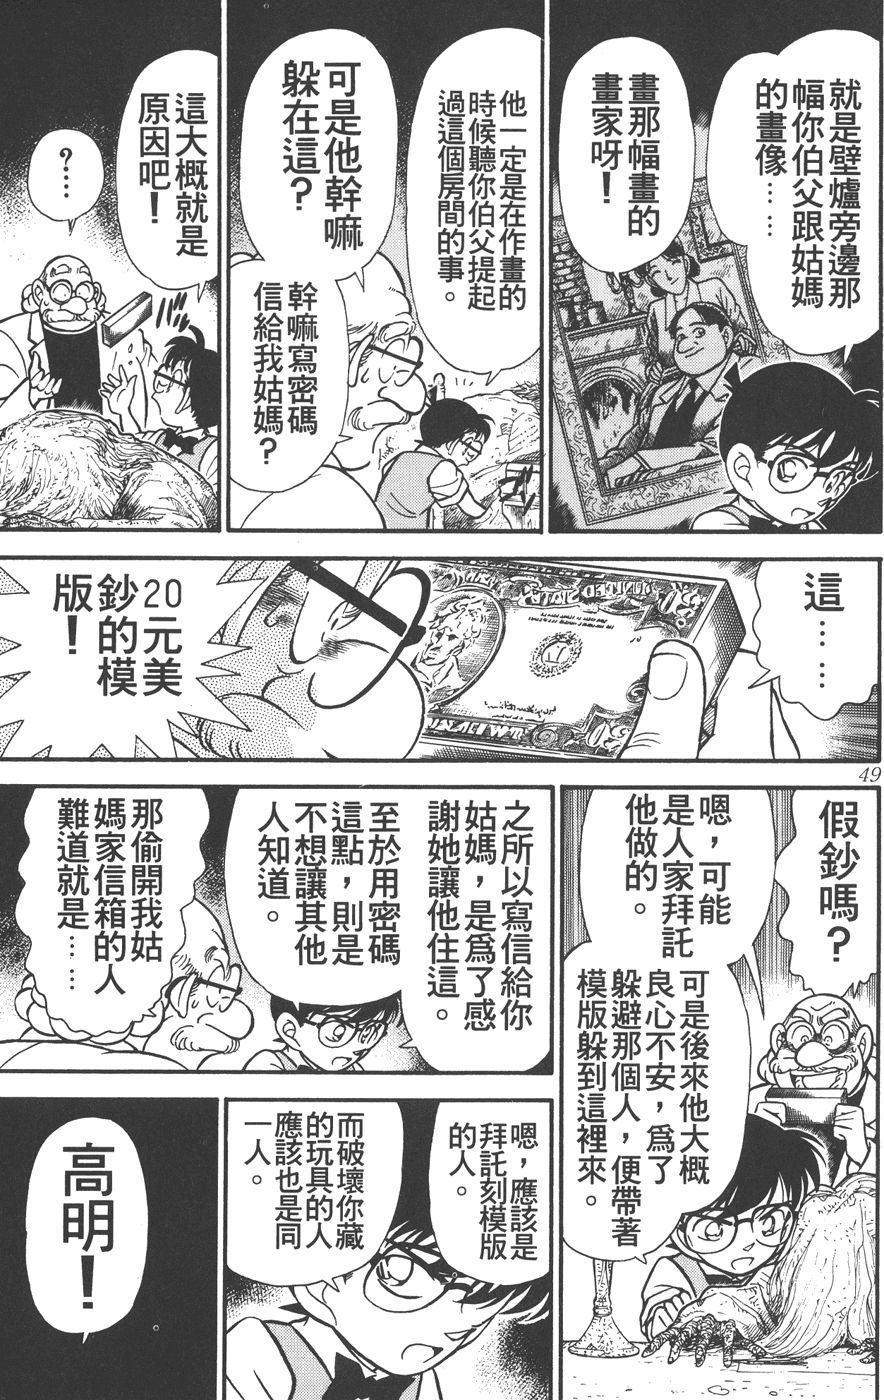 就是壁爐旁邊那
幅你伯父跟姑媽
的畫像……
畫那幅畫的
畫家呀！
他一定是在作畫的
時候聽你伯父提起
過這個房間的事。
可是他幹嘛
躲在這？
幹嘛寫密碼
信給我姑媽？
這大概就是
原因吧！
？……
這……
20元美
鈔的模
版！
49
假鈔嗎？
嗯，可能
是人家拜託
他做的。
可是後來他大概
良心不安，為了
躲避那個人，便帶著
模版躲到這裡來。
之所以寫信給你
姑媽，是爲了感
謝她讓他住這。
至於用密碼
這點，則是
不想讓其他
人知道。
那偷開我姑
媽家信箱的人
難道就是……
嗯，應該是
拜託刻模版
的人。
而破壞你藏
的玩具的人
應該也是同
一人。
高明！